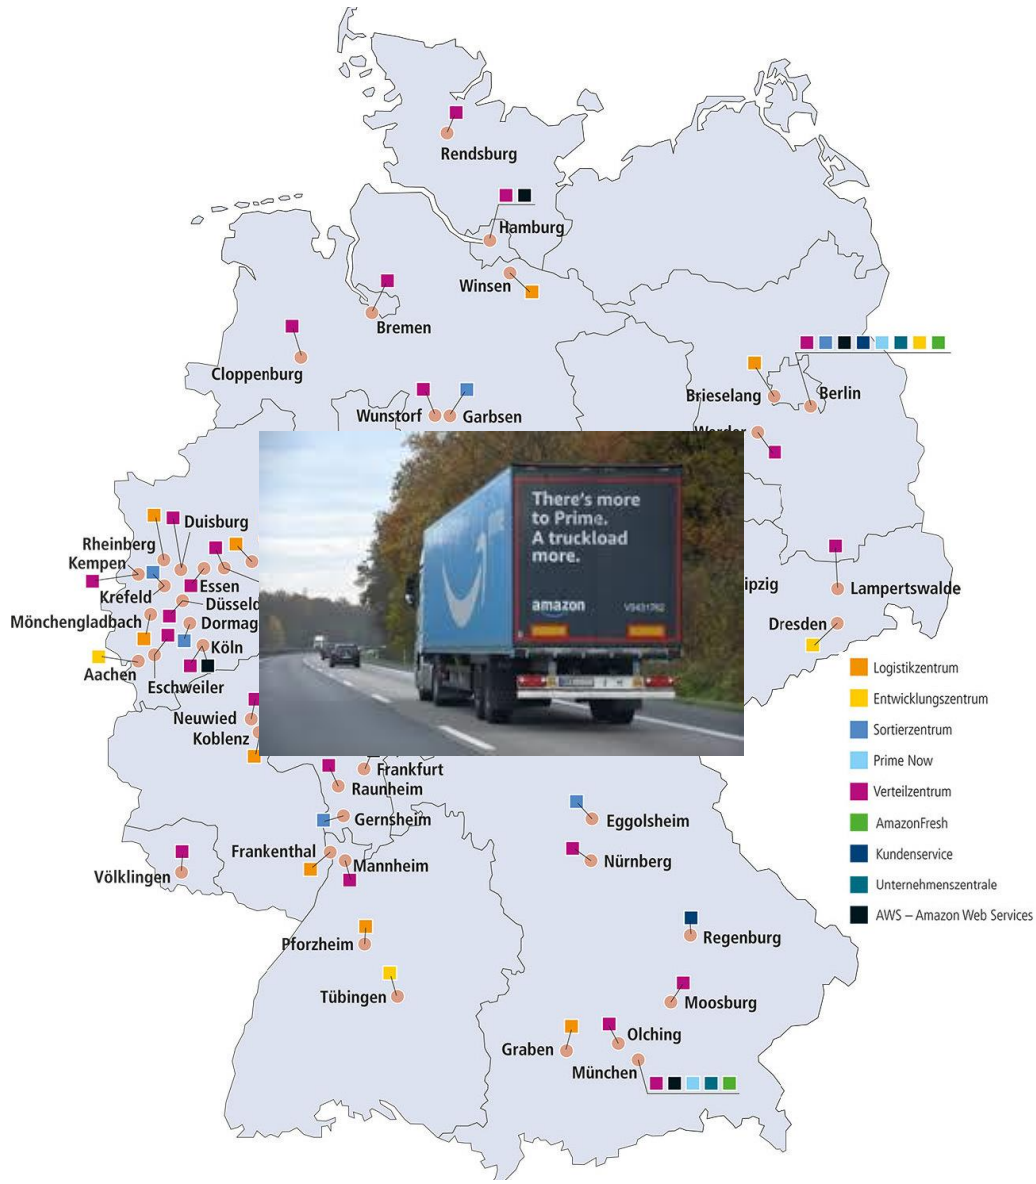 Rendsburg
Hamburg
Winsen
Bremen
Cloppenburg
Wunstorf
Garbsen
Brieselang
Berlin
There's more
to Prime.
A truckload
more.
amazon
Duisburg
Rheinberg
Kempen
Krefeld
Essen
Mönchengladbach
Dormag
Köln
Aachen
Eschweiler
Neuwied
Koblenz
Düsseld
ipzig
Lampertswalde
Dresden
Logistikzentrum
Entwicklungszentrum
Sortierzentrum
Prime Now
Verteilzentrum
AmazonFresh
Kundenservice
Unternehmenszentrale
AWS – Amazon Web Services
Frankfurt
Raunheim
Gernsheim
Frankenthal
Mannheim
Völklingen
Pforzheim
Tübingen
Eggolsheim
Nürnberg
Regenburg
Moosburg
Olching
Graben
München